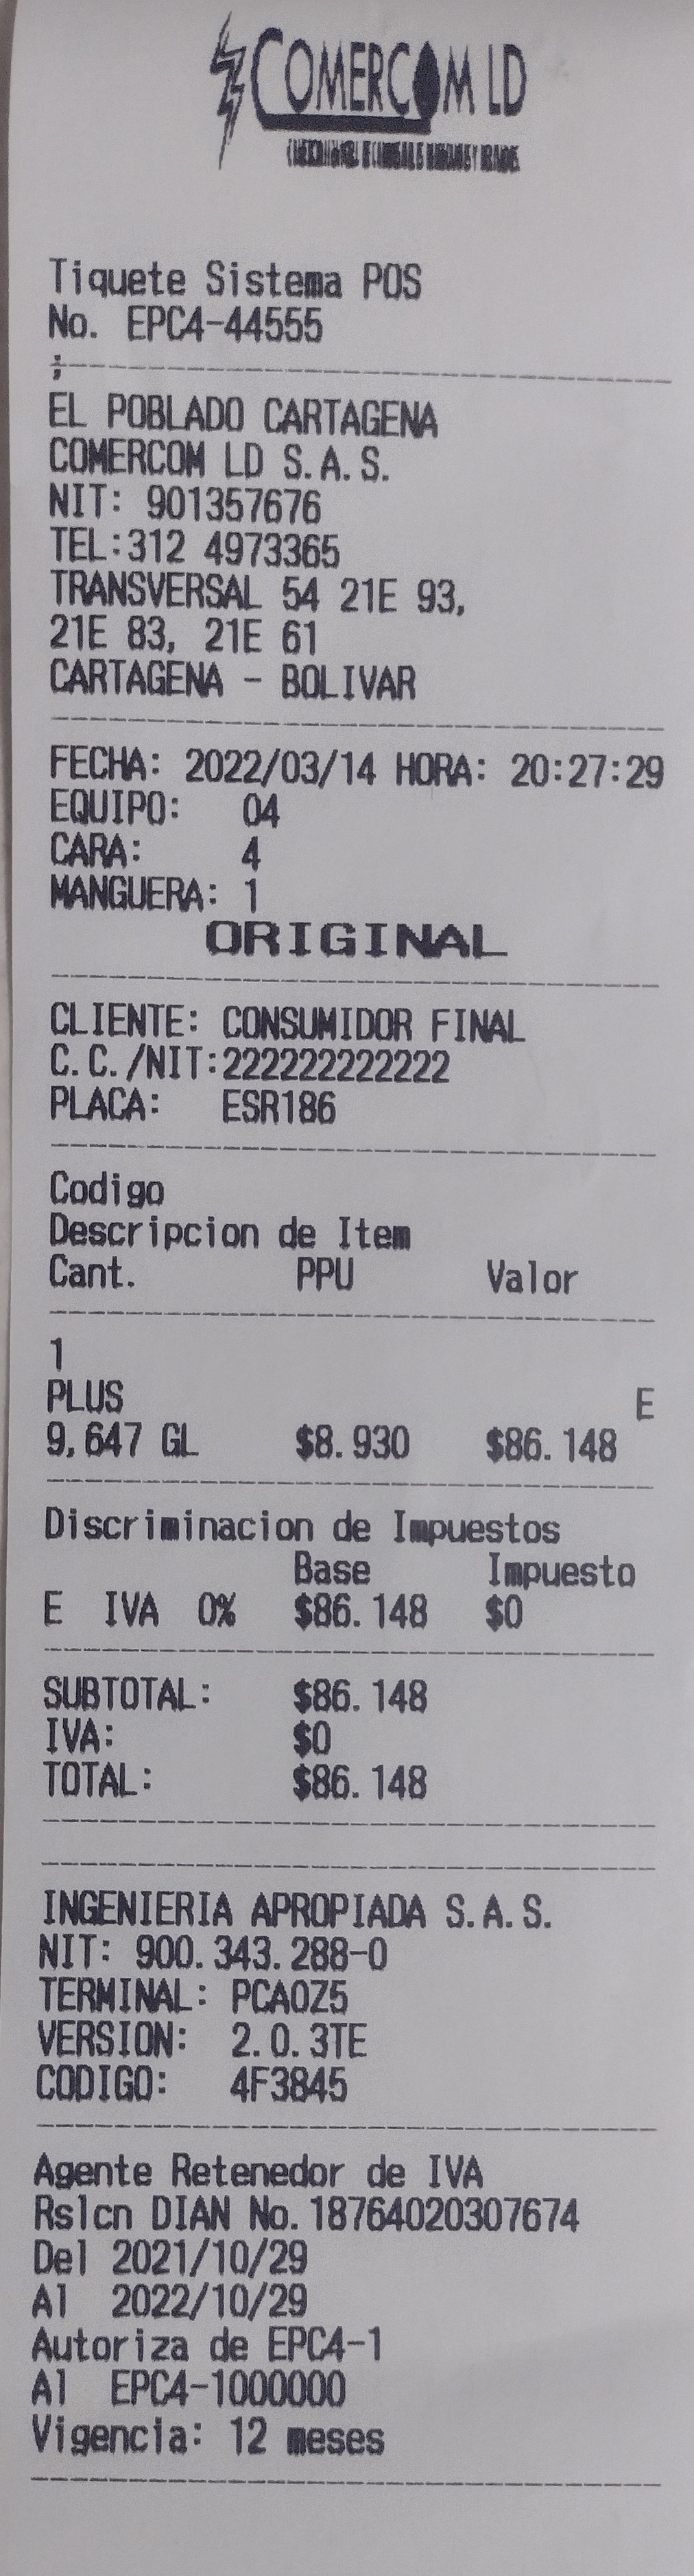 COMERCOM LD
Tiquete Sistema POS
No. EPC4-44555
;
EL POBLADO CARTAGENA
COMERCOM LD S.A.S.
NIT: 901357676
TEL:312 4973365
TRANSVERSAL 54 21E 93,
21E 83, 21E 61
CARTAGENA - BOLIVAR
FECHA: 2022/03/14 HORA: 20:27:29
EQUIPO: 04
CARA: 4
MANGUERA: 1
ORIGINAL
CLIENTE: CONSUMIDOR FINAL
C.C./NIT:222222222222
PLACA: ESR186
Codigo
Descripcion de Item
Cant. PPU Valor
1
PLUS E
9,647 GL $8.930 $86.148
Discriminacion de Impuestos
Base Impuesto
E IVA 0% $86.148 $0
SUBTOTAL: $86.148
IVA: $0
TOTAL: $86.148
INGENIERIA APROPIADA S.A.S.
NIT: 900.343.288-0
TERMINAL: PCA0Z5
VERSION: 2.0.3TE
CODIGO: 4F3845
Agente Retenedor de IVA
Rslcn DIAN No.18764020307674
Del 2021/10/29
Al 2022/10/29
Autoriza de EPC4-1
Al EPC4-1000000
Vigencia: 12 meses